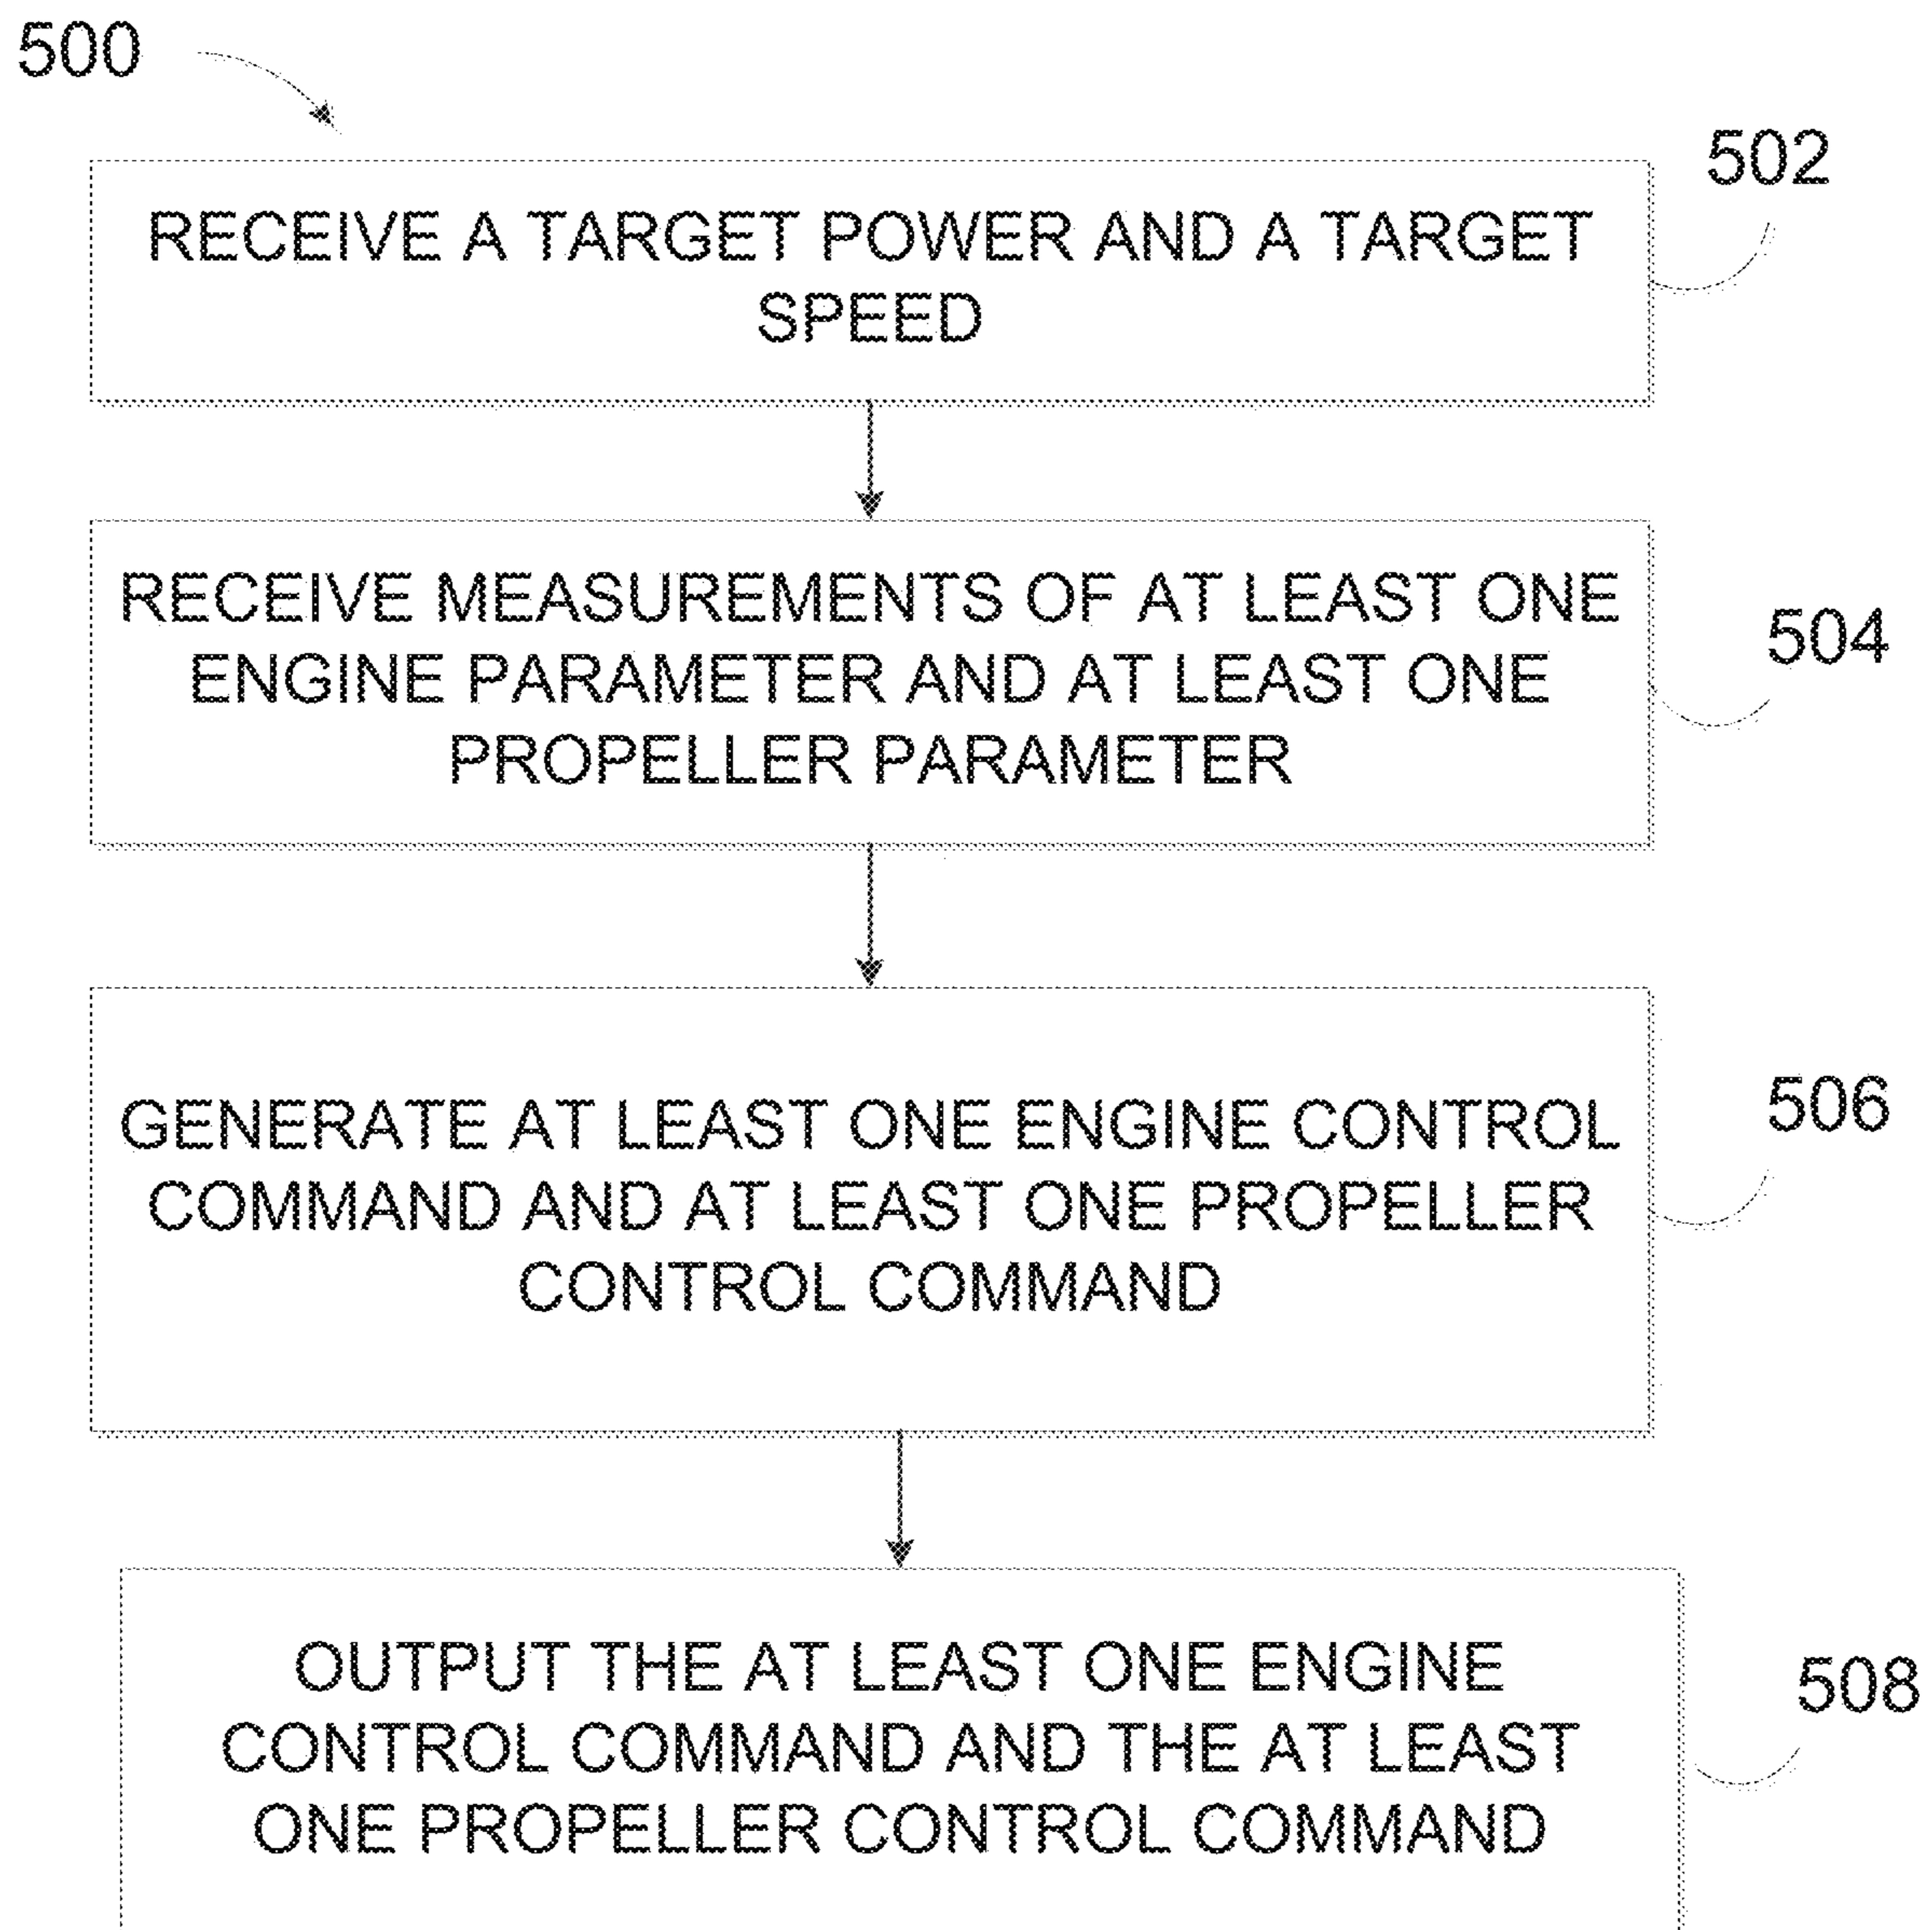 500
502
RECEIVE A TARGET POWER AND A TARGET
SPEED
RECEIVE MEASUREMENTS OF AT LEAST ONE
ENGINE PARAMETER AND AT LEAST ONE
PROPELLER PARAMETER
504
GENERATE AT LEAST ONE ENGINE CONTROL
COMMAND AND AT LEAST ONE PROPELLER
CONTROL COMMAND
506
OUTPUT THE AT LEAST ONE ENGINE
CONTROL COMMAND AND THE AT LEAST
ONE PROPELLER CONTROL COMMAND
508